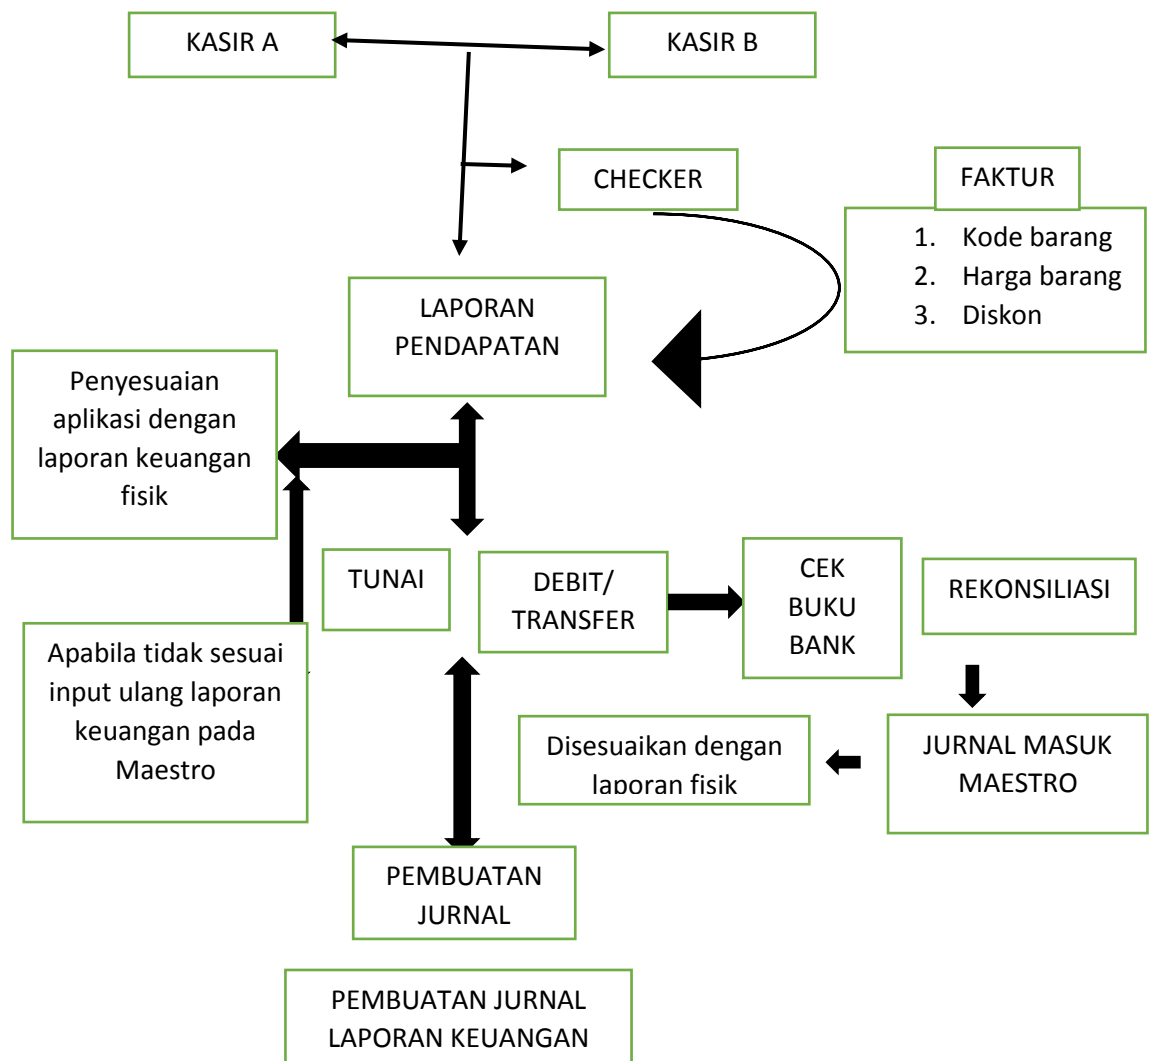 KASIR A
KASIR B
CHECKER
FAKTUR
1. Kode barang
2. Harga barang
3. Diskon
LAPORAN
PENDAPATAN
Penyesuaian
aplikasi dengan
laporan keuangan
fisik
TUNAI
DEBIT/
TRANSFER
CEK
BUKU
BANK
REKONSILIASI
Apabila tidak sesuai
input ulang laporan
keuangan pada
Maestro
Disesuaikan dengan
laporan fisik
JURNAL MASUK
MAESTRO
PEMBUATAN
JURNAL
PEMBUATAN JURNAL
LAPORAN KEUANGAN